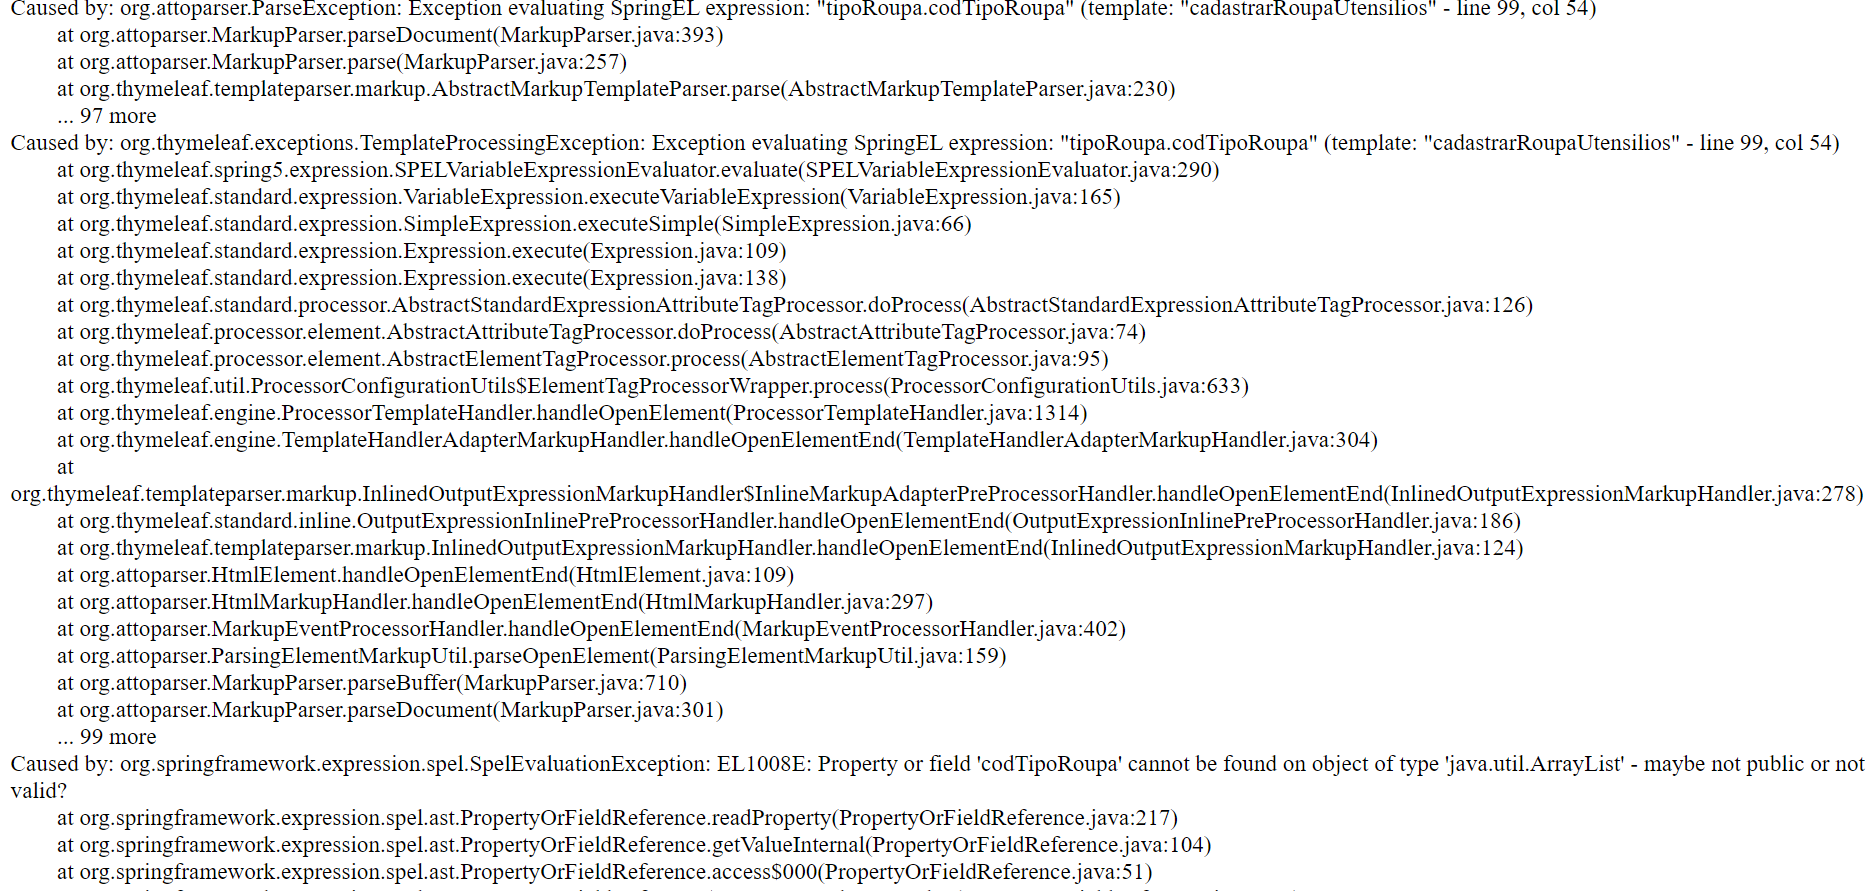 Caused by: org.attoparser.ParseException: Exception evaluating SpringEL expression: "tipoRoupa.codTipoRoupa" (template: "cadastrarRoupaUtensilios" - line 99, col 54)
at org.attoparser.MarkupParser.parseDocument(MarkupParser.java:393)
at org.attoparser.MarkupParser.parse(MarkupParser.java:257)
at org.thymeleaf.templateparser.markup.AbstractMarkupTemplateParser.parse(AbstractMarkupTemplateParser.java:230)
... 97 more
Caused by: org.thymeleaf.exceptions.TemplateProcessingException: Exception evaluating SpringEL expression: "tipoRoupa.codTipoRoupa" (template: "cadastrarRoupaUtensilios" - line 99, col 54)
at org.thymeleaf.spring5.expression.SPELVariableExpressionEvaluator.evaluate(SPELVariableExpressionEvaluator.java:290)
at org.thymeleaf.standard.expression.VariableExpression.executeVariableExpression(VariableExpression.java:165)
at org.thymeleaf.standard.expression.SimpleExpression.executeSimple(SimpleExpression.java:66)
at org.thymeleaf.standard.expression.Expression.execute(Expression.java:109)
at org.thymeleaf.standard.expression.Expression.execute(Expression.java:138)
at org.thymeleaf.standard.processor.AbstractStandardExpressionAttributeTagProcessor.doProcess(AbstractStandardExpressionAttributeTagProcessor.java:126)
at org.thymeleaf.processor.element.AbstractAttributeTagProcessor.doProcess(AbstractAttributeTagProcessor.java:74)
at org.thymeleaf.processor.element.AbstractElementTagProcessor.process(AbstractElementTagProcessor.java:95)
at org.thymeleaf.util.ProcessorConfigurationUtils$ElementTagProcessorWrapper.process(ProcessorConfigurationUtils.java:633)
at org.thymeleaf.engine.ProcessorTemplateHandler.handleOpenElement(ProcessorTemplateHandler.java:1314)
at org.thymeleaf.engine.TemplateHandlerAdapterMarkupHandler.handleOpenElementEnd(TemplateHandlerAdapterMarkupHandler.java:304)
at
org.thymeleaf.templateparser.markup.InlinedOutputExpressionMarkupHandler$InlineMarkupAdapterPreProcessorHandler.handleOpenElementEnd(InlinedOutputExpressionMarkupHandler.java:278)
at org.thymeleaf.standard.inline.OutputExpressionInlinePreProcessorHandler.handleOpenElementEnd(OutputExpressionInlinePreProcessorHandler.java:186)
at org.thymeleaf.templateparser.markup.InlinedOutputExpressionMarkupHandler.handleOpenElementEnd(InlinedOutputExpressionMarkupHandler.java:124)
at org.attoparser.HtmlElement.handleOpenElementEnd(HtmlElement.java:109)
at org.attoparser.HtmlMarkupHandler.handleOpenElementEnd(HtmlMarkupHandler.java:297)
at org.attoparser.MarkupEventProcessorHandler.handleOpenElementEnd(MarkupEventProcessorHandler.java:402)
at org.attoparser.ParsingElementMarkupUtil.parseOpenElement(ParsingElementMarkupUtil.java:159)
at org.attoparser.MarkupParser.parseBuffer(MarkupParser.java:710)
at org.attoparser.MarkupParser.parseDocument(MarkupParser.java:301)
... 99 more
Caused by: org.springframework.expression.spel.SpelEvaluationException: EL1008E: Property or field 'codTipoRoupa' cannot be found on object of type 'java.util.ArrayList' - maybe not public or not
valid?
at org.springframework.expression.spel.ast.PropertyOrFieldReference.readProperty(PropertyOrFieldReference.java:217)
at org.springframework.expression.spel.ast.PropertyOrFieldReference.getValueInternal(PropertyOrFieldReference.java:104)
at org.springframework.expression.spel.ast.PropertyOrFieldReference.access$000(PropertyOrFieldReference.java:51)